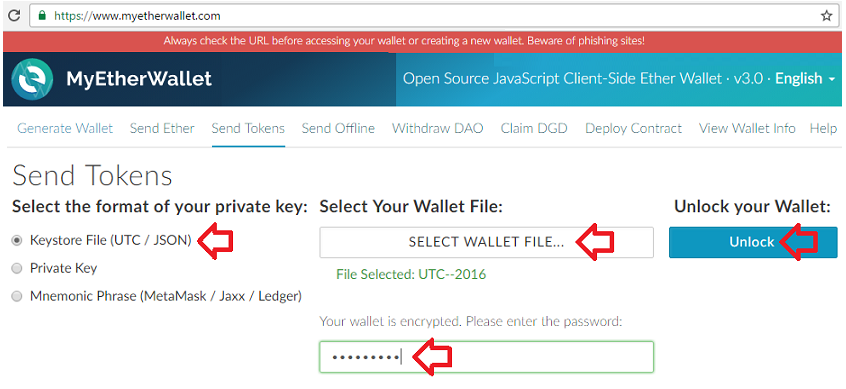 https://www.myetherwallet.com
Always check the URL before accessing your wallet or creating a new wallet. Beware of phishing sites!
MyEtherWallet
Open Source JavaScript Client-Side Ether Wallet · v3.0 · English
Generate Wallet Send Ether Send Tokens Send Offline Withdraw DAO Claim DGD Deploy Contract View Wallet Info Help
Send Tokens
Select the format of your private key: Select Your Wallet File: Unlock your Wallet:
Keystore File (UTC / JSON) SELECT WALLET FILE... Unlock
Private Key File Selected: UTC--2016
Mnemonic Phrase (MetaMask / Jaxx / Ledger)
Your wallet is encrypted. Please enter the password:
•••••••••